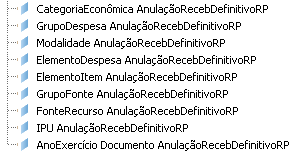 CategoriaEconômica AnulaçãoRecebDefinitivoRP
GrupoDespesa AnulaçãoRecebDefinitivoRP
Modalidade AnulaçãoRecebDefinitivoRP
ElementoDespesa AnulaçãoRecebDefinitivoRP
ElementoItem AnulaçãoRecebDefinitivoRP
GrupoFonte AnulaçãoRecebDefinitivoRP
FonteRecurso AnulaçãoRecebDefinitivoRP
IPU AnulaçãoRecebDefinitivoRP
AnoExercício Documento AnulaçãoRecebDefinitivoRP